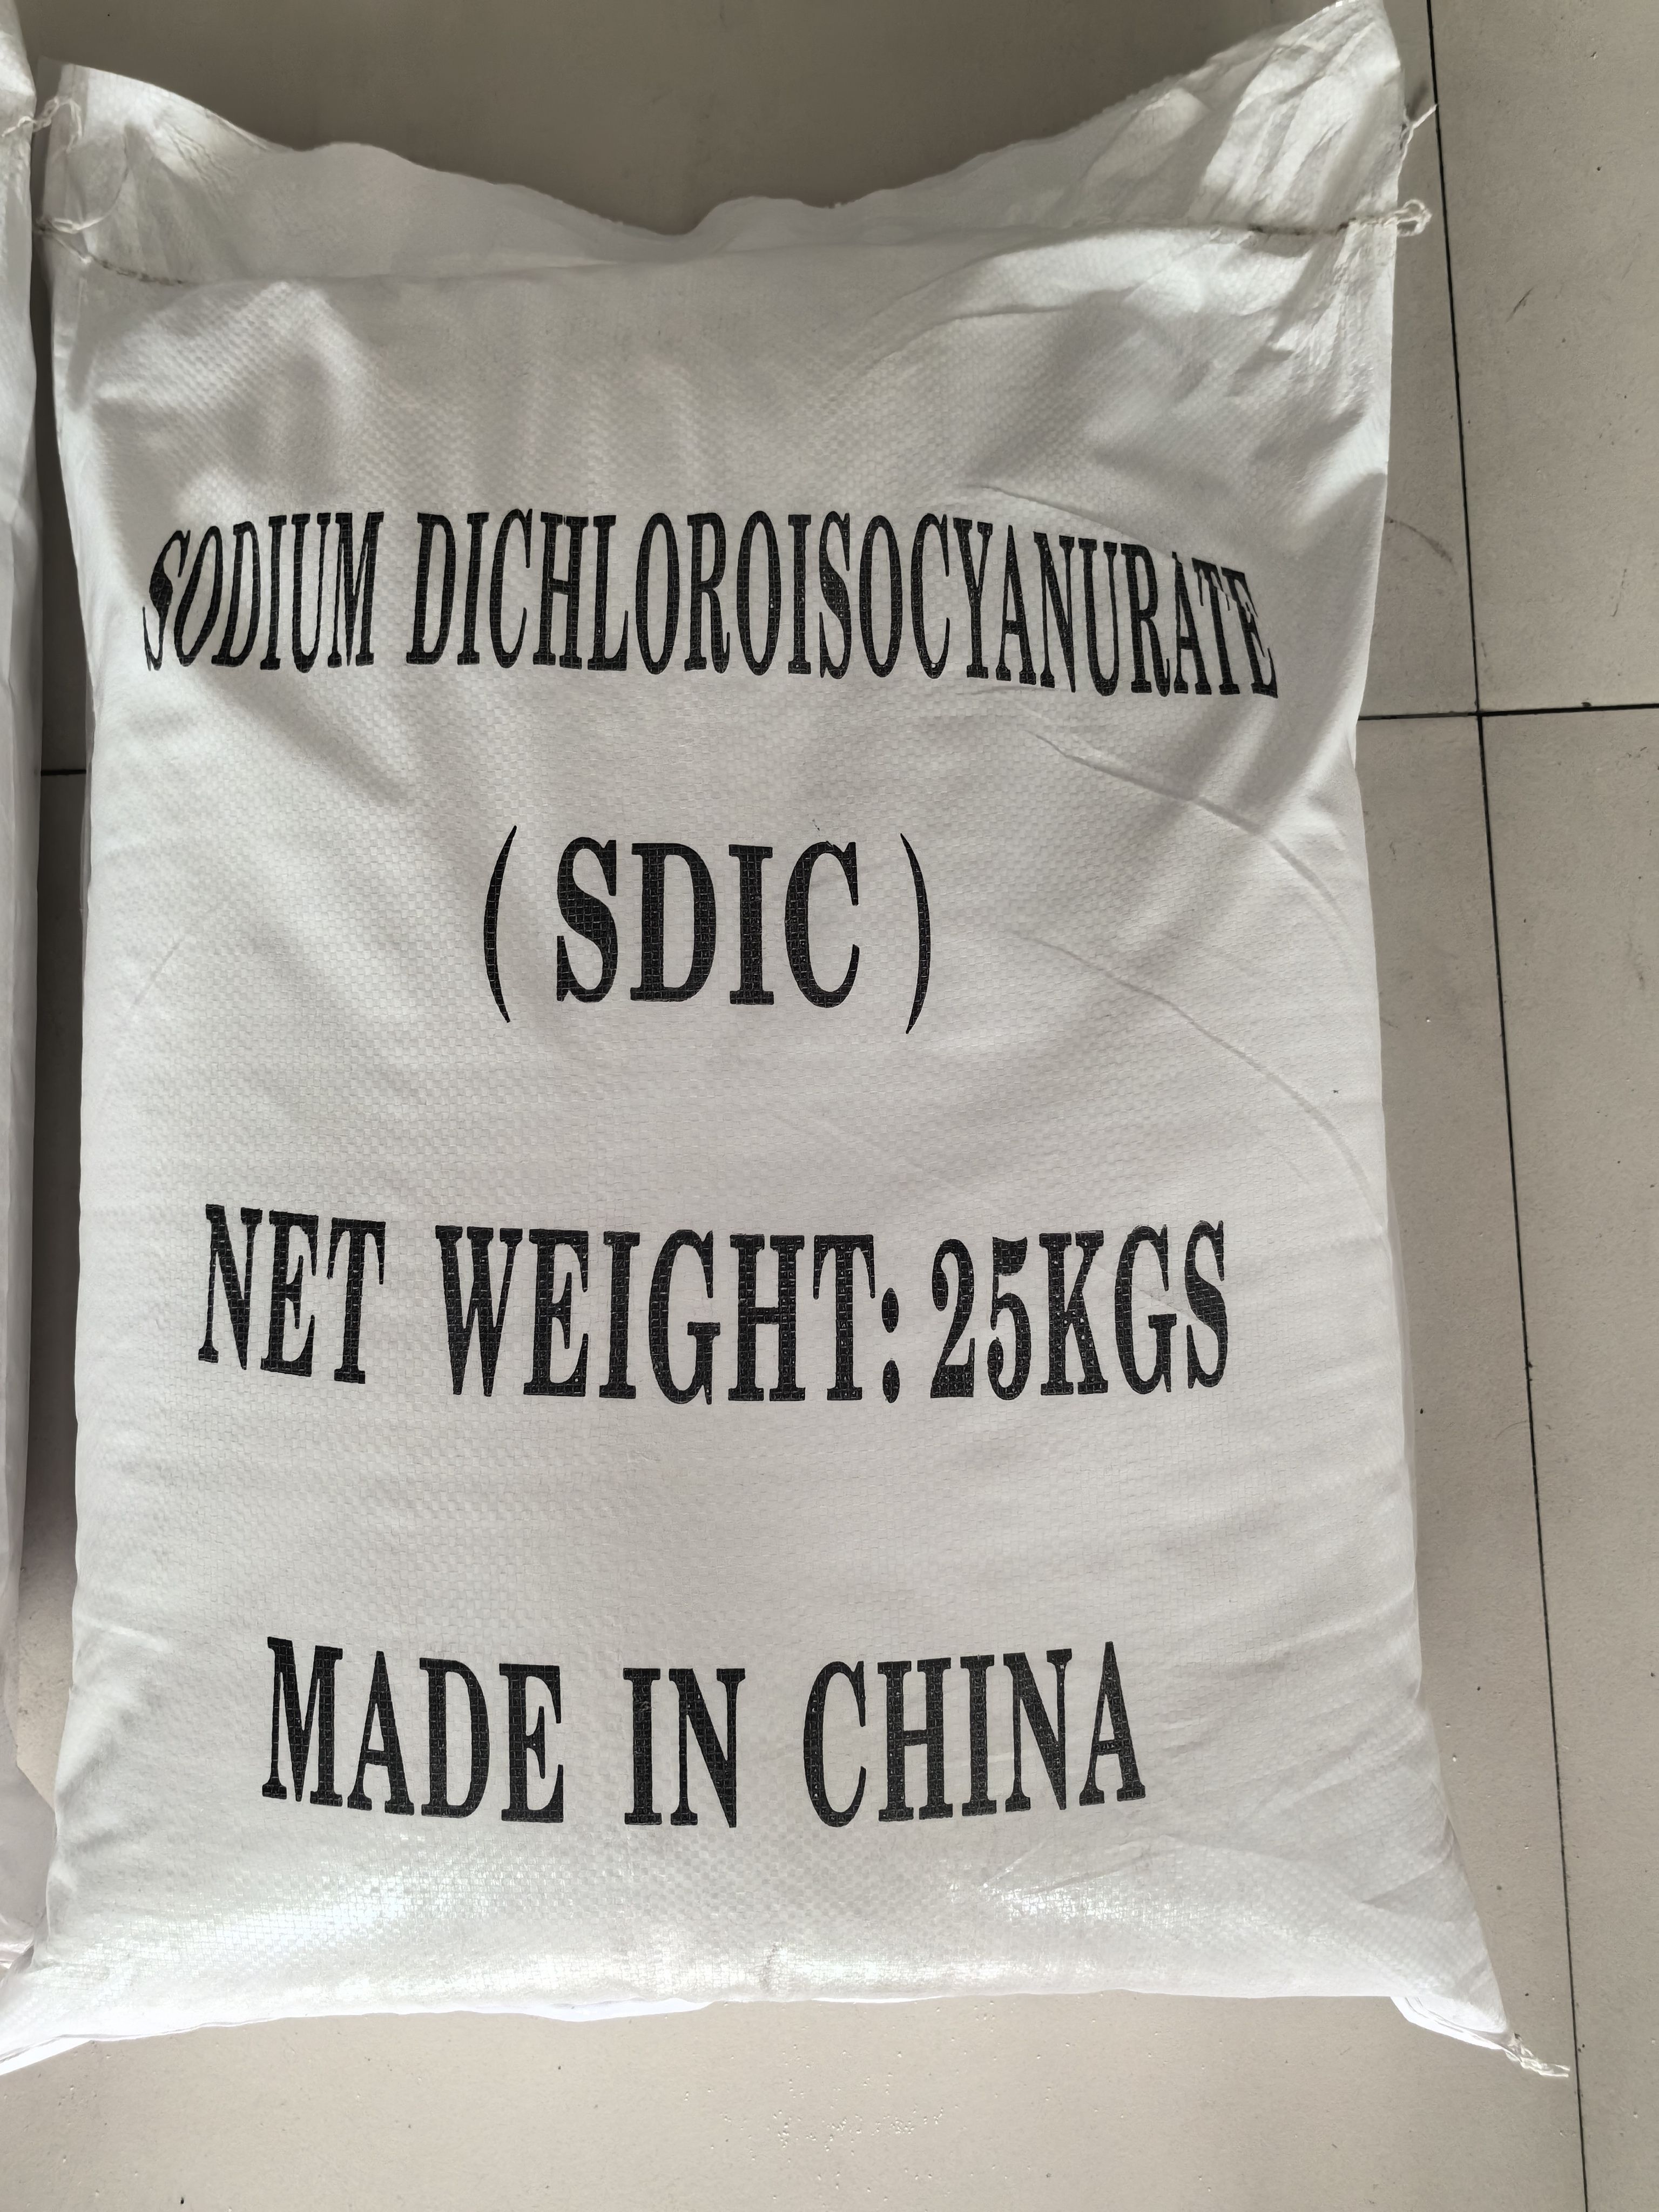 SODIUM DICHLOROISOCYANURATE
( SDIC )
NET WEIGHT: 25KGS
MADE IN CHINA